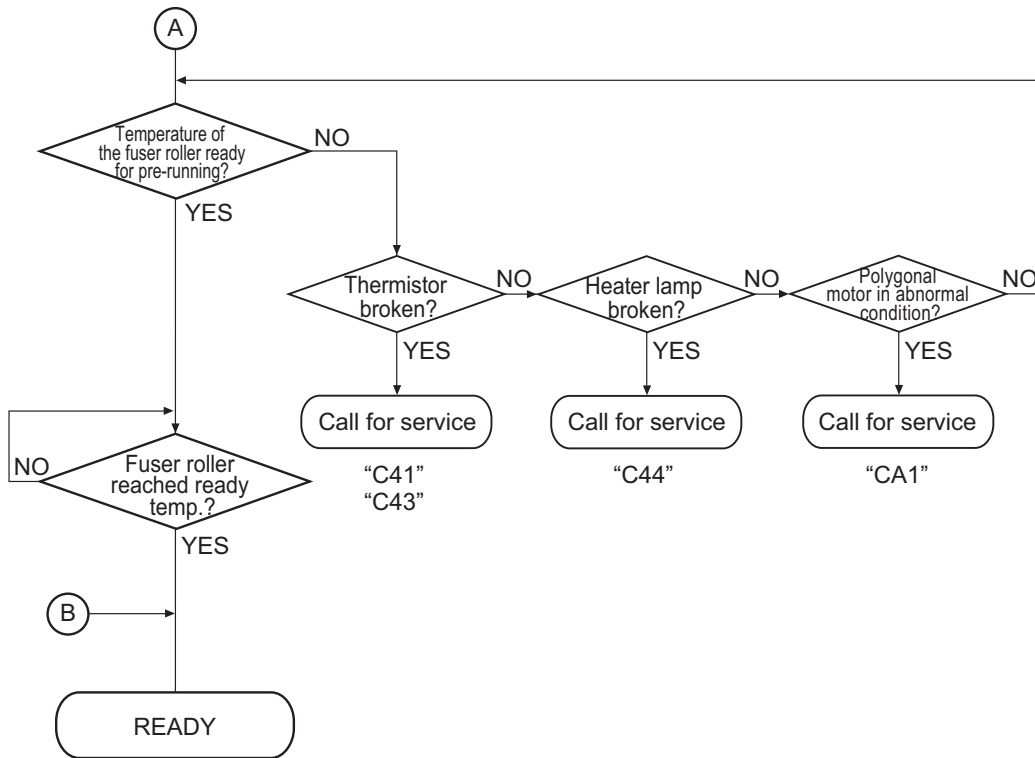 A
Temperature of
the fuser roller ready
for pre-running?
NO
YES
Thermistor
broken?
NO
YES
Heater lamp
broken?
NO
YES
Polygonal
motor in abnormal
condition?
NO
YES
Call for service
Call for service
Call for service
“C41”
“C43”
“C44”
“CA1”
NO
Fuser roller
reached ready
temp.?
YES
B
READY